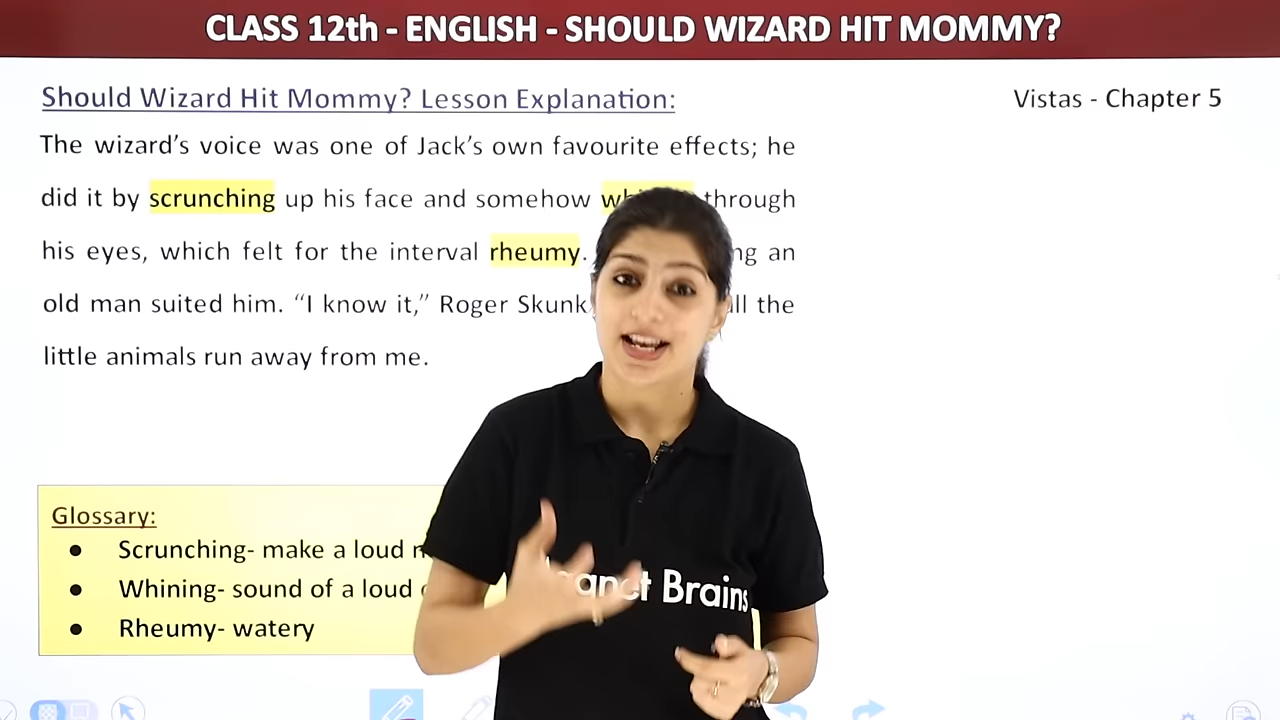 CLASS 12th - ENGLISH - SHOULD WIZARD HIT MOMMY?
Should Wizard Hit Mommy? Lesson Explanation:
Vistas - Chapter 5
The wizard’s voice was one of Jack’s own favourite effects; he
did it by scrunching up his face and somehow through
his eyes, which felt for the interval rheumy. an
old man suited him. “I know it,” Roger Skunk the
little animals run away from me.
Glossary:
● Scrunching- make a loud
● Whining- sound of a loud
● Rheumy- watery
Brains